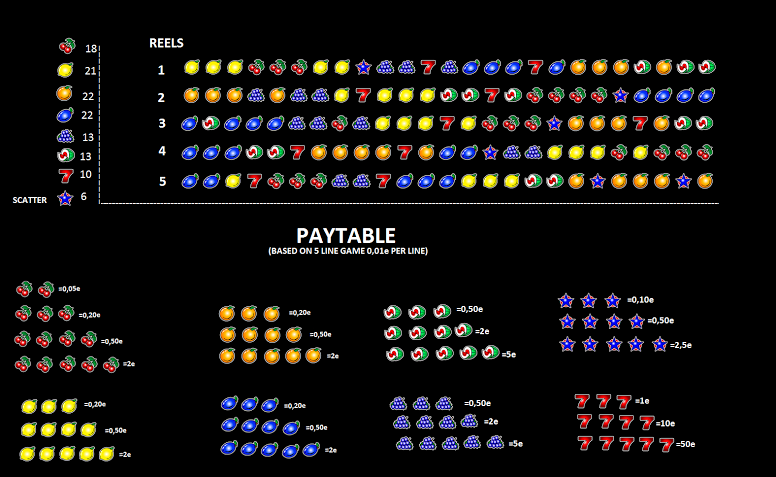 REELS
18
21
22
22
13
13
10
SCATTER 6
1
2
3
4
5
PAYTABLE
(BASED ON 5 LINE GAME 0,01e PER LINE)
=0,05e
=0,20e
=0,50e
=2e
=0,20e
=0,50e
=2e
=0,50e
=2e
=5e
=0,10e
=0,50e
=2,5e
=0,20e
=0,50e
=2e
=0,20e
=0,50e
=2e
=0,50e
=2e
=5e
=1e
=10e
=50e